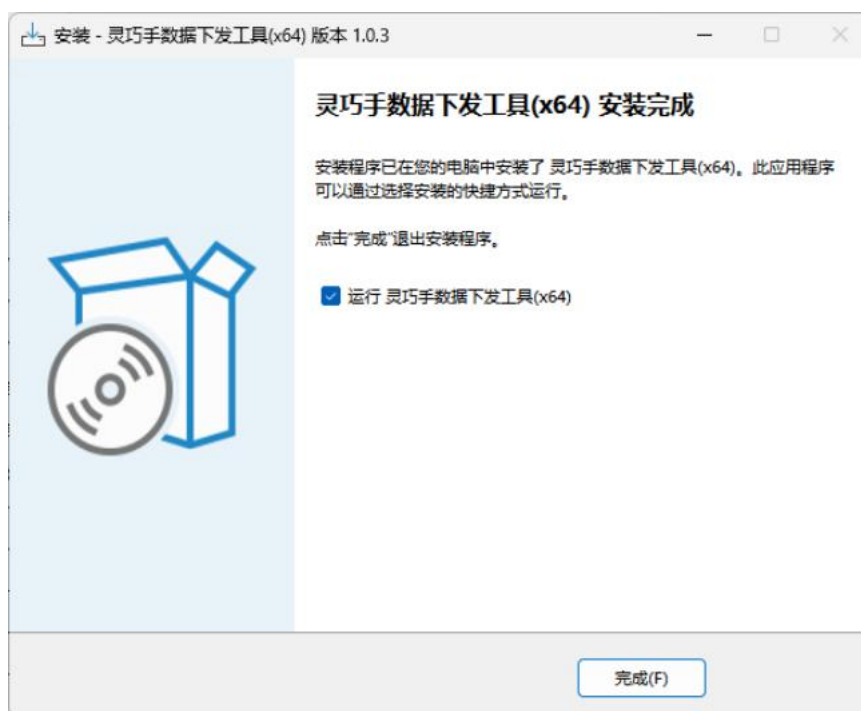 安装 - 灵巧手数据下发工具(x64) 版本 1.0.3
灵巧手数据下发工具(x64) 安装完成
安装程序已在您的电脑中安装了 灵巧手数据下发工具(x64)。此应用程序
可以通过选择安装的快捷方式运行。
点击“完成”退出安装程序。
运行 灵巧手数据下发工具(x64)
完成(F)